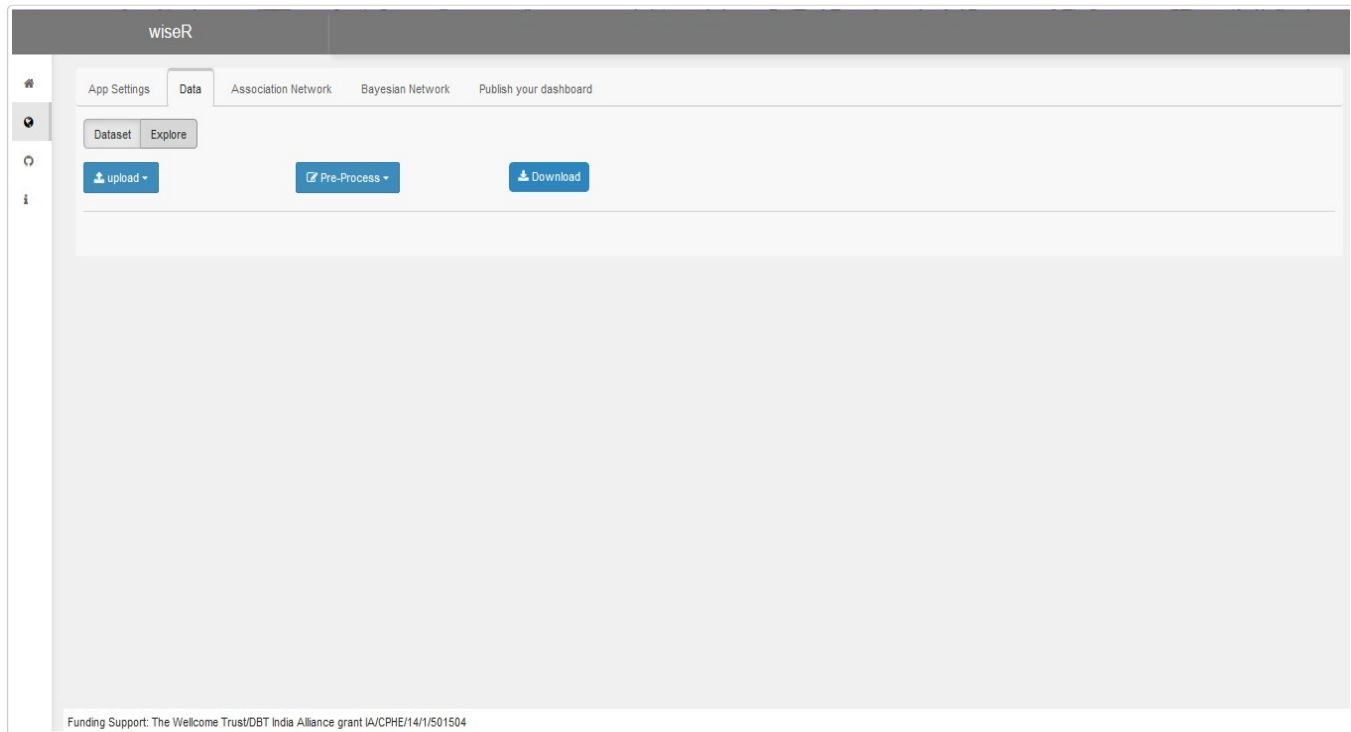 wiseR
App Settings Data Association Network Bayesian Network Publish your dashboard
Dataset Explore
upload Pre-Process Download
Funding Support: The Wellcome Trust/DBT India Alliance grant IA/CPHE/14/1/501504